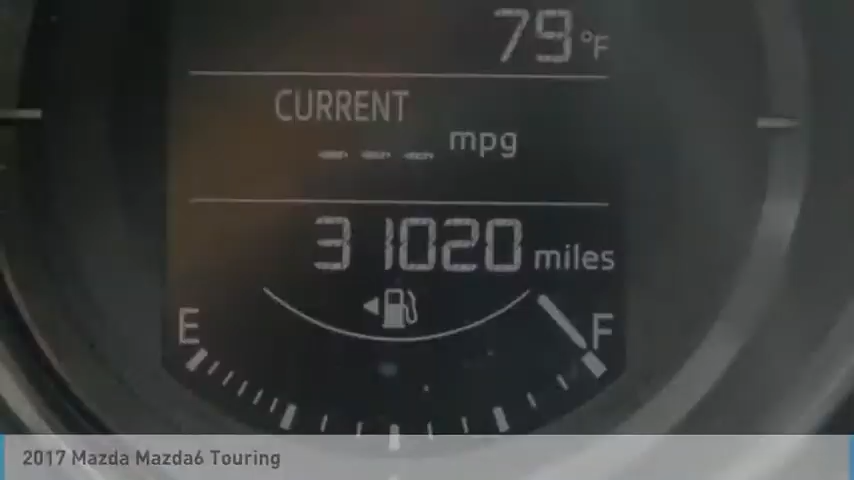 79°F
CURRENT
--- mpg
31020 miles
E F
2017 Mazda Mazda6 Touring